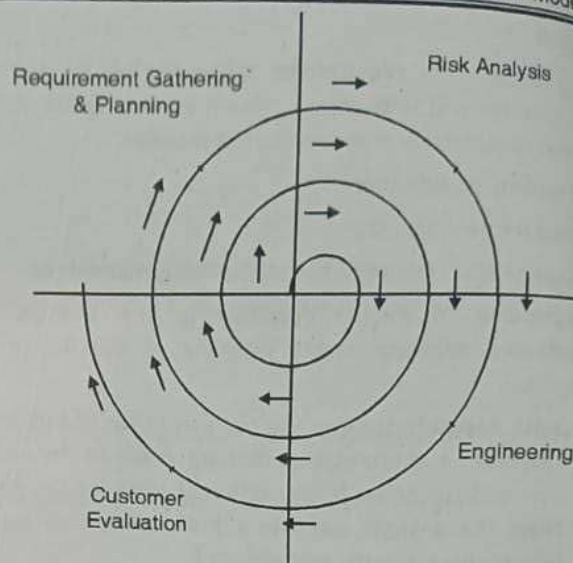 Requirement Gathering
& Planning
Risk Analysis
Engineering
Customer
Evaluation